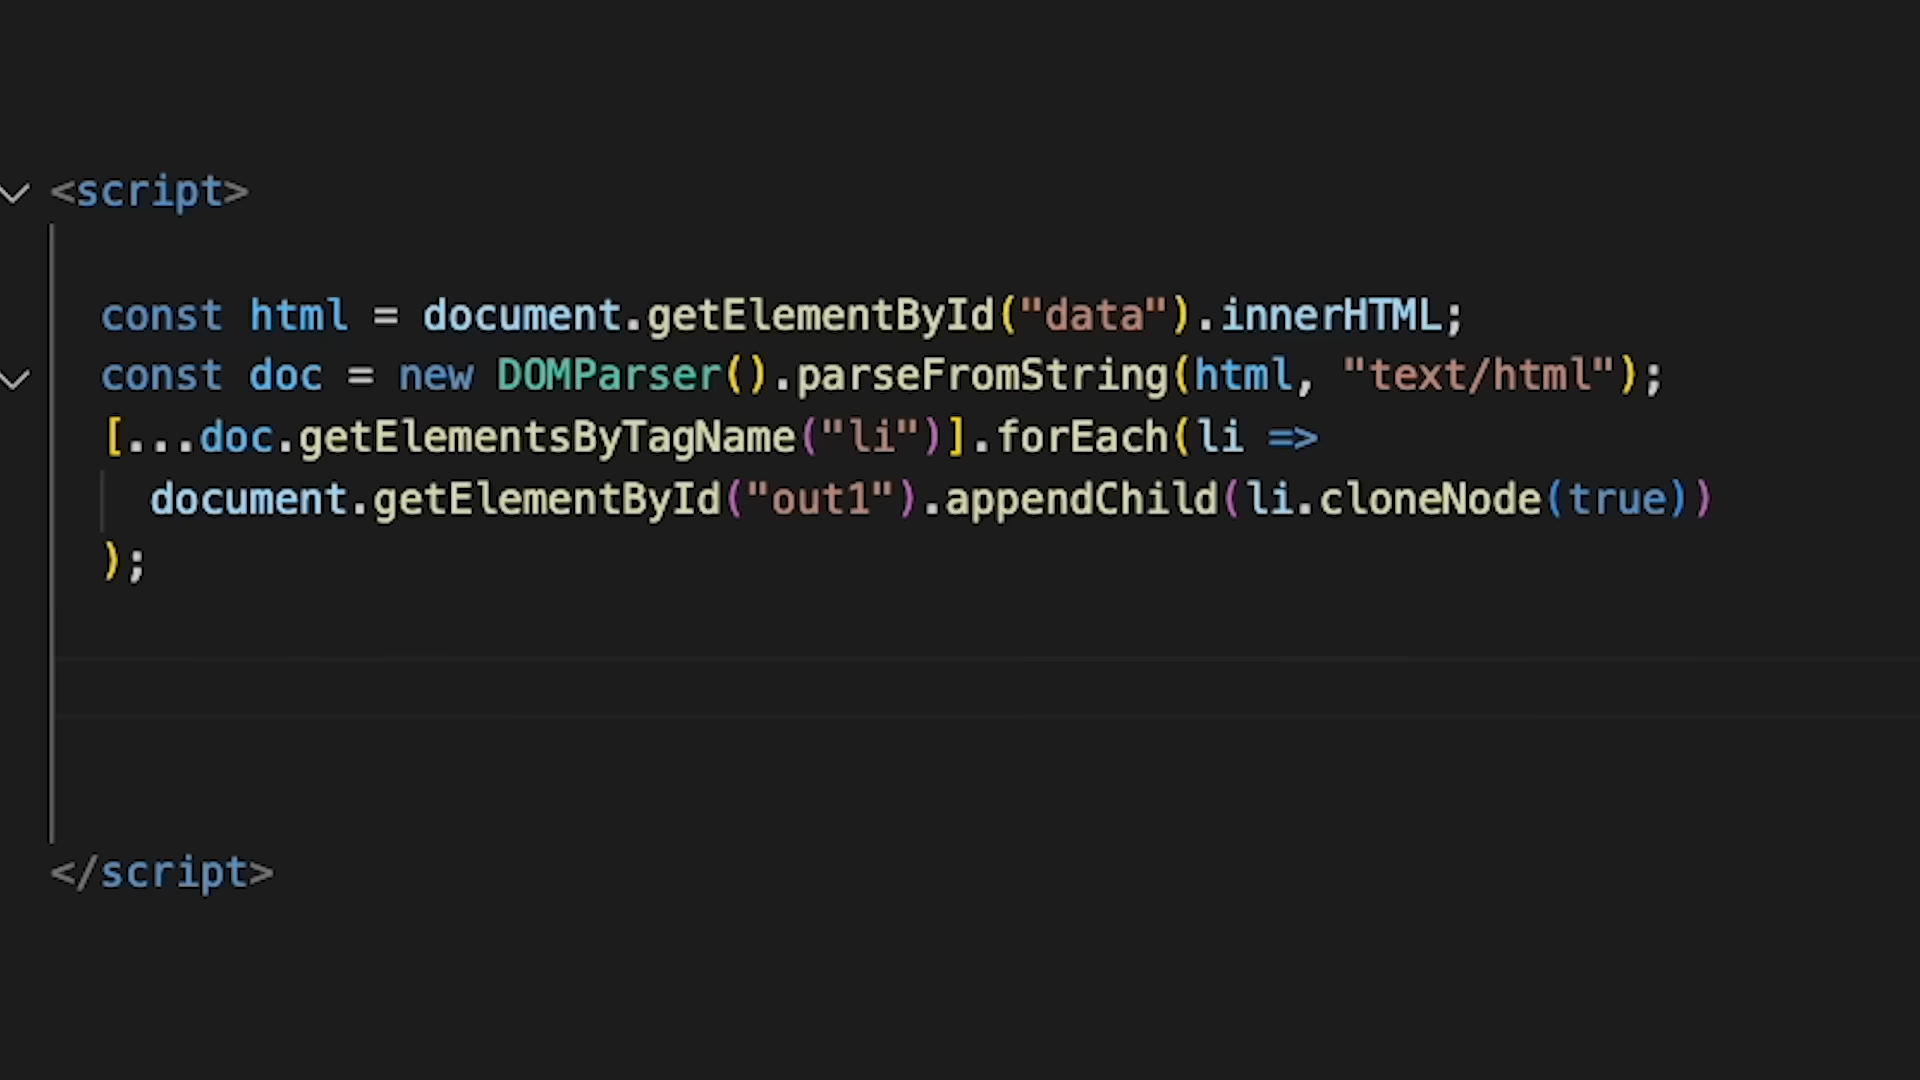 <script>
const html = document.getElementById("data").innerHTML;
const doc = new DOMParser().parseFromString(html, "text/html");
[...doc.getElementsByTagName("li")].forEach(li =>
document.getElementById("out1").appendChild(li.cloneNode(true))
);
</script>